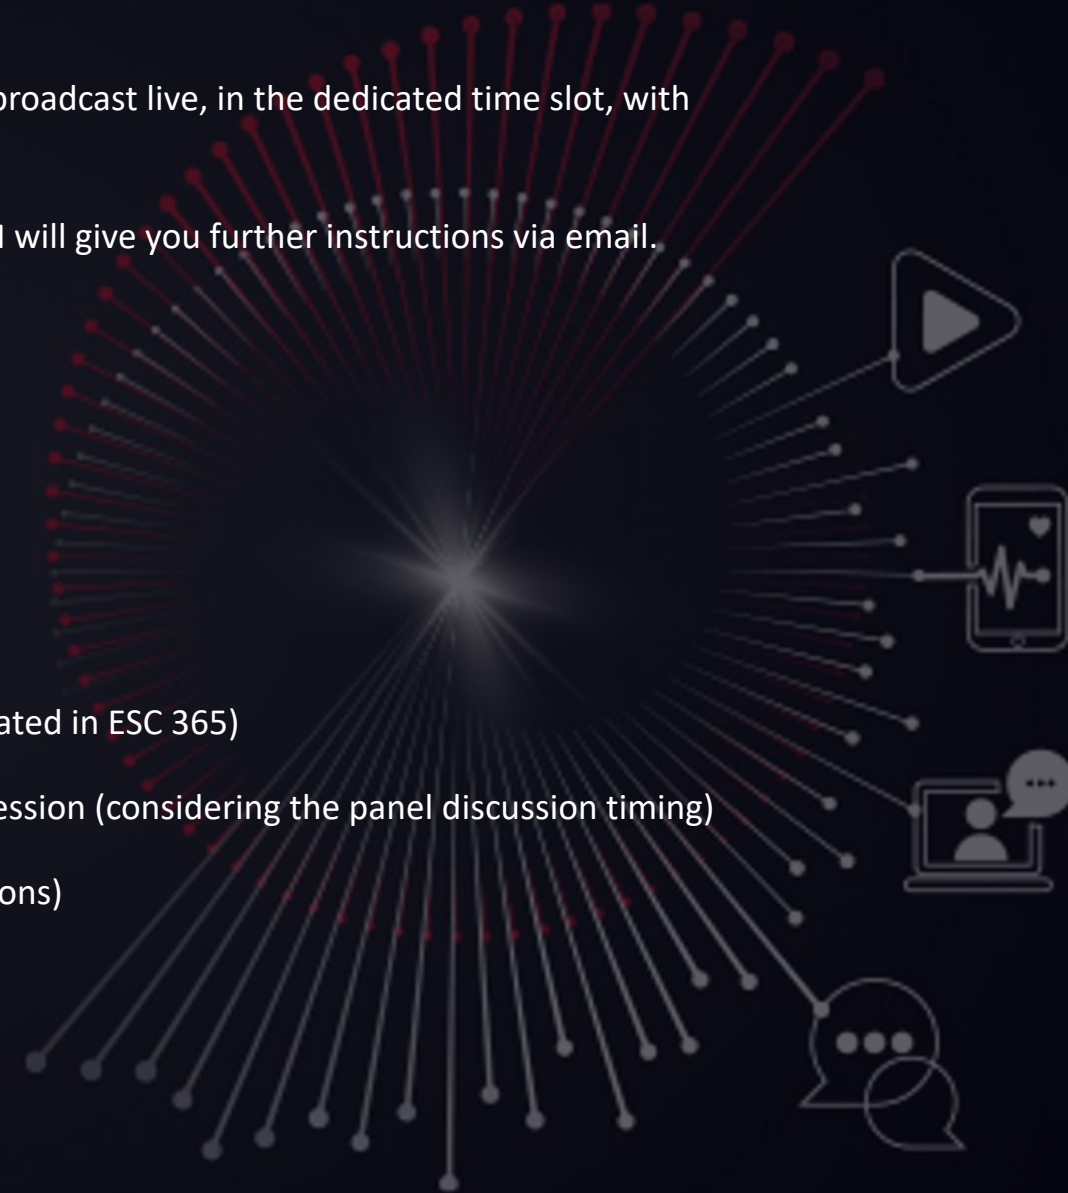 broadcast live, in the dedicated time slot, with
will give you further instructions via email.
ated in ESC 365)
ession (considering the panel discussion timing)
ons)